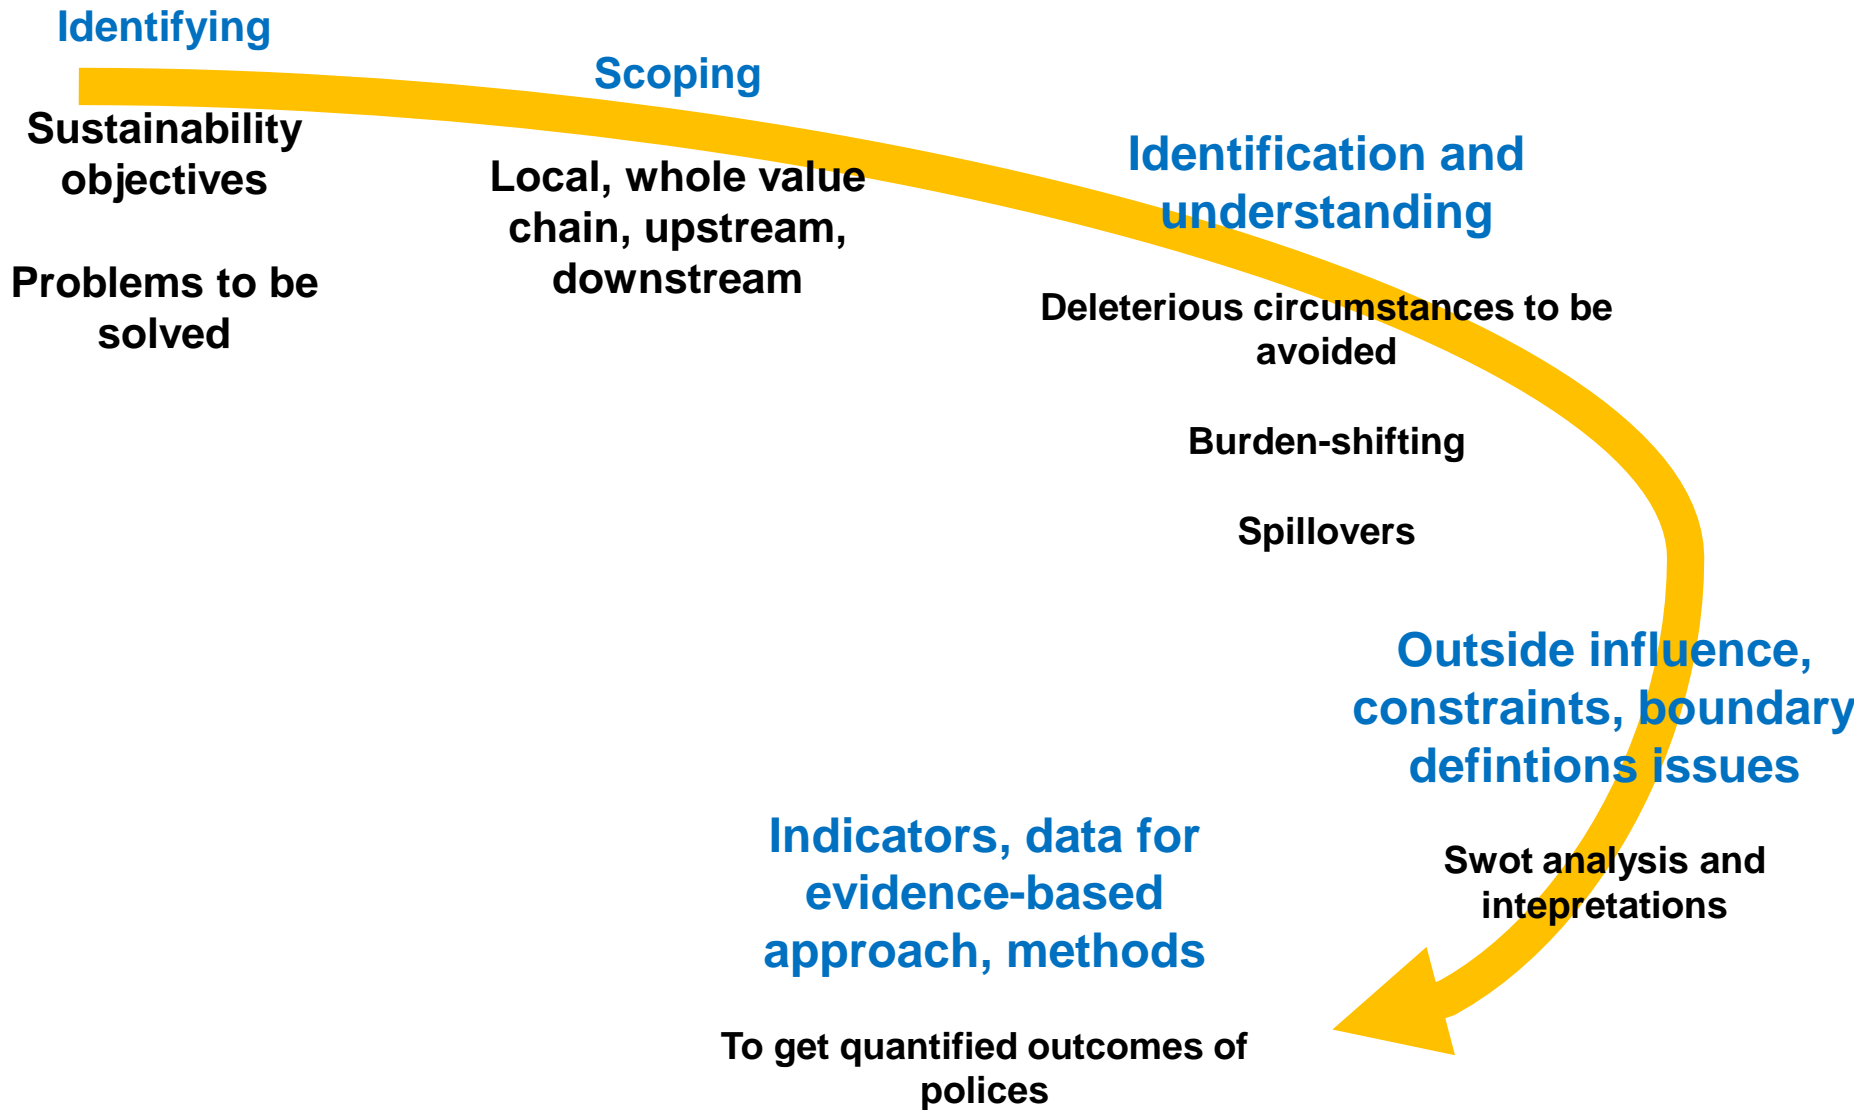 Identifying
Sustainability
objectives
Problems to be
solved
Scoping
Local, whole value
chain, upstream,
downstream
Identification and
understanding
Deleterious circumstances to be
avoided
Burden-shifting
Spillovers
Outside influence,
constraints, boundary
defintions issues
Swot analysis and
intepretations
Indicators, data for
evidence-based
approach, methods
To get quantified outcomes of
polices